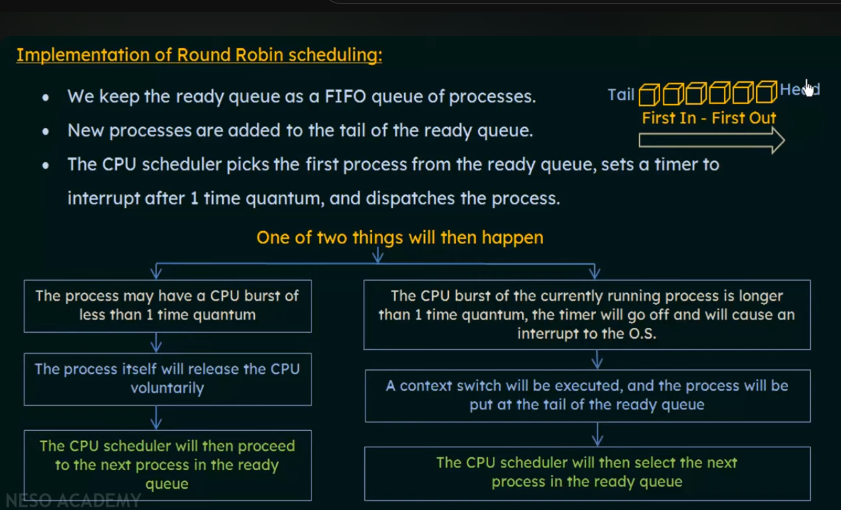 Implementation of Round Robin scheduling:
• We keep the ready queue as a FIFO queue of processes.
• New processes are added to the tail of the ready queue.
• The CPU scheduler picks the first process from the ready queue, sets a timer to
interrupt after 1 time quantum, and dispatches the process.
Tail
Head
First In - First Out
One of two things will then happen
The process may have a CPU burst of
less than 1 time quantum
The process itself will release the CPU
voluntarily
The CPU scheduler will then proceed
to the next process in the ready
queue
The CPU burst of the currently running process is longer
than 1 time quantum, the timer will go off and will cause an
interrupt to the O.S.
A context switch will be executed, and the process will be
put at the tail of the ready queue
The CPU scheduler will then select the next
process in the ready queue
NESO ACADEMY